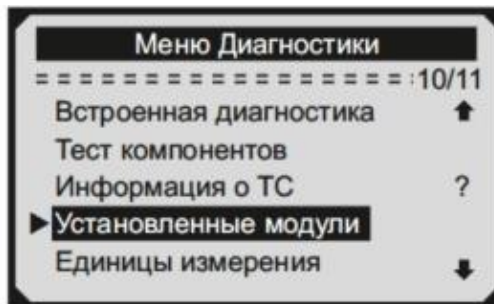 Меню Диагностики
= = = = = = = = = = = = = = = = = = = :10/11
Встроенная диагностика
Тест компонентов
Информация о ТС ?
Установленные модули
Единицы измерения